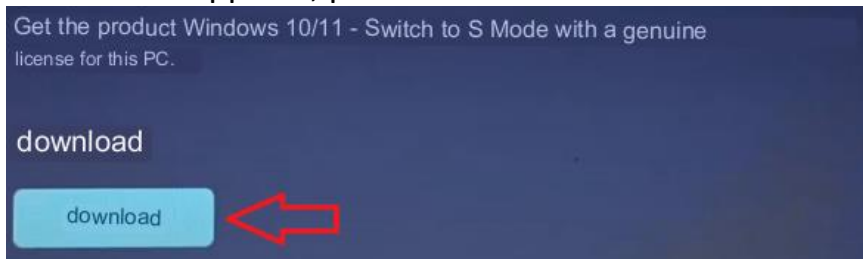 Get the product Windows 10/11 - Switch to S Mode with a genuine
license for this PC.
download
download